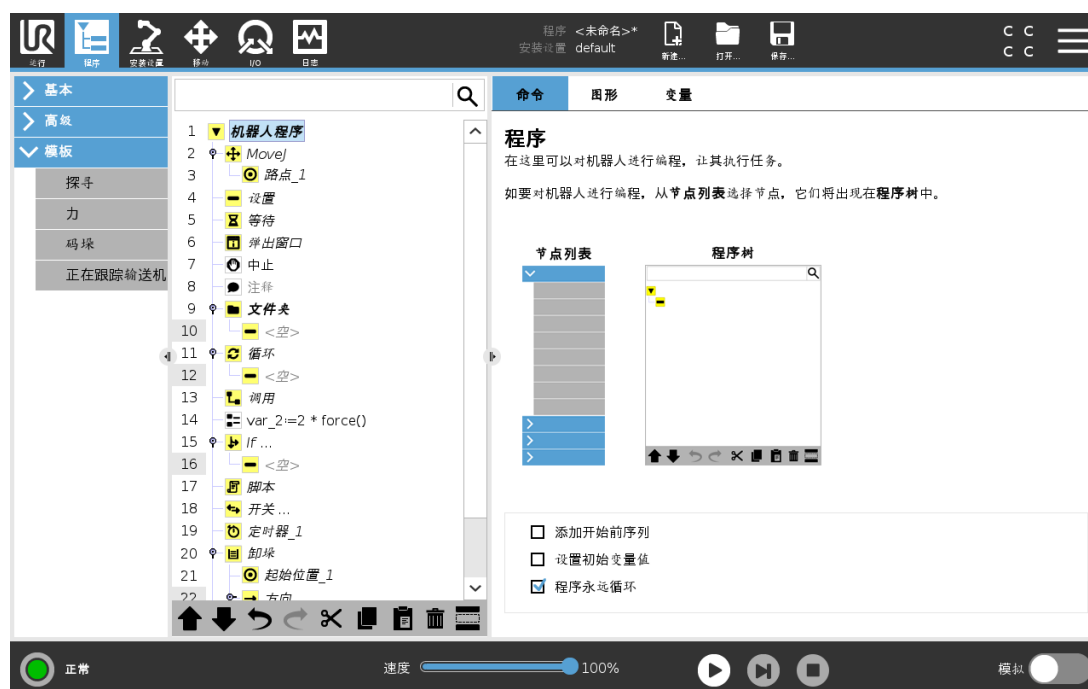 程序 <未命名>*
安装设置 default
C C
C C
运行
程序
安装设置
移动
I/O
日志
新建...
打开...
保存...
基本
高级
模板
探寻
力
码垛
正在跟踪输送机
1 机器人程序
2 MoveJ
3 路点_1
4 设置
5 等待
6 弹出窗口
7 中止
8 注释
9 文件夹
10 <空>
11 循环
12 <空>
13 调用
14 var_2:=2 * force()
15 If ...
16 <空>
17 脚本
18 开关 ...
19 定时器_1
20 卸垛
21 起始位置_1
22 方向
命令 图形 变量
程序
在这里可以对机器人进行编程，让其执行任务。
如要对机器人进行编程，从节点列表选择节点，它们将出现在程序树中。
节点列表 程序树
添加开始前序列
设置初始变量值
程序永远循环
正常
速度 100%
模拟